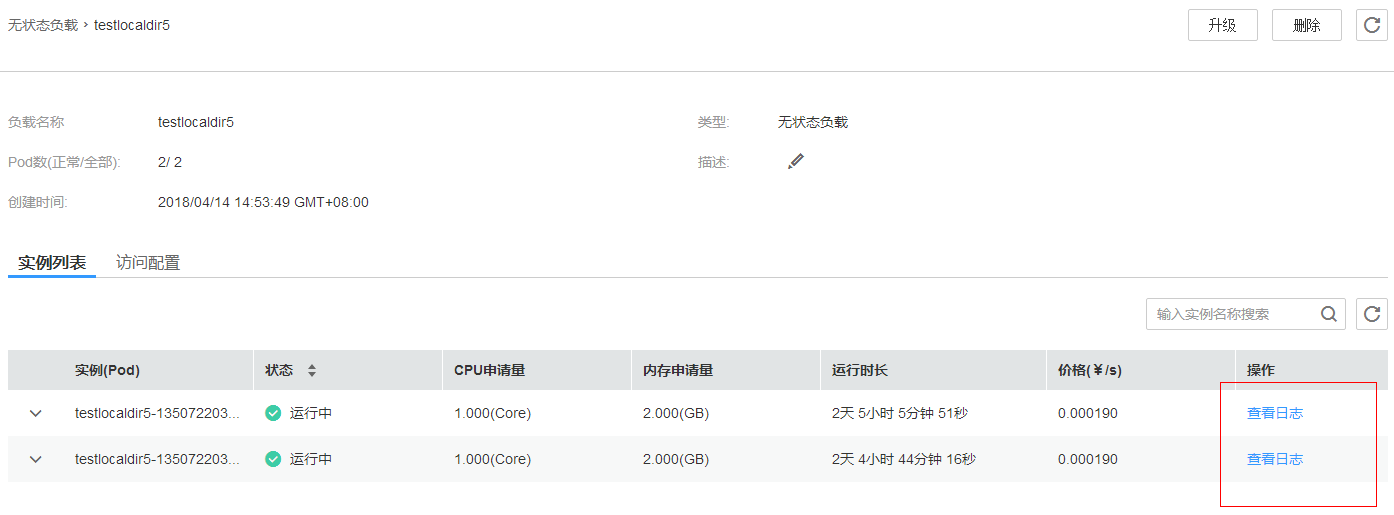 无状态负载 › testlocaldir5
升级 删除
负载名称 testlocaldir5 类型: 无状态负载
Pod数(正常/全部): 2/ 2 描述:
创建时间: 2018/04/14 14:53:49 GMT+08:00
实例列表 访问配置
输入实例名称搜索
实例(Pod) 状态 CPU申请量 内存申请量 运行时长 价格(¥/s) 操作
testlocaldir5-135072203... 运行中 1.000(Core) 2.000(GB) 2天 5小时 5分钟 51秒 0.000190 查看日志
testlocaldir5-135072203... 运行中 1.000(Core) 2.000(GB) 2天 4小时 44分钟 16秒 0.000190 查看日志